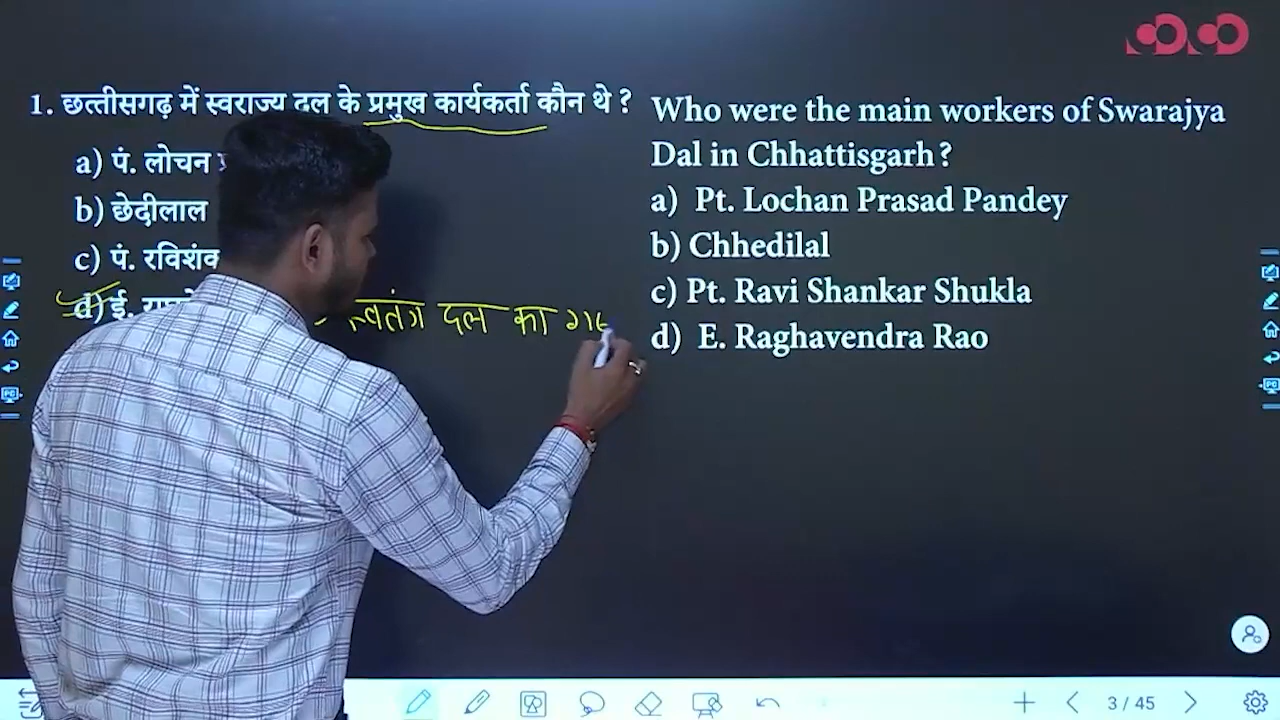 1. छत्तीसगढ़ में स्वराज्य दल के प्रमुख कार्यकर्ता कौन थे ?
a) पं. लोचन
b) छेदीलाल
c) पं.
d) ई.
दल का
Who were the main workers of Swarajya
Dal in Chhattisgarh?
a) Pt. Lochan Prasad Pandey
b) Chhedilal
c) Pt. Ravi Shankar Shukla
d) E. Raghavendra Rao
3 / 45